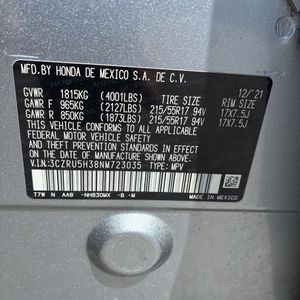 MFD.BY HONDA DE MEXICO S.A. DE C.V. 12/'21
GVWR 1815KG (4001LBS) TIRE SIZE RIM SIZE
GAWR F 965KG (2127LBS) 215/55R17 94V 17X7.5J
GAWR R 850KG (1873LBS) 215/55R17 94V 17X7.5J
THIS VEHICLE CONFORMS TO ALL APPLICABLE
FEDERAL MOTOR VEHICLE SAFETY AND THEFT
PREVENTION STANDARDS IN EFFECT ON THE DATE OF
MANUFACTURE SHOWN ABOVE.
V.I.N.:3CZRU5H38NM723035 TYPE: MPV
T7W N AAB -NH830MX -B -M MADE IN MEXICO